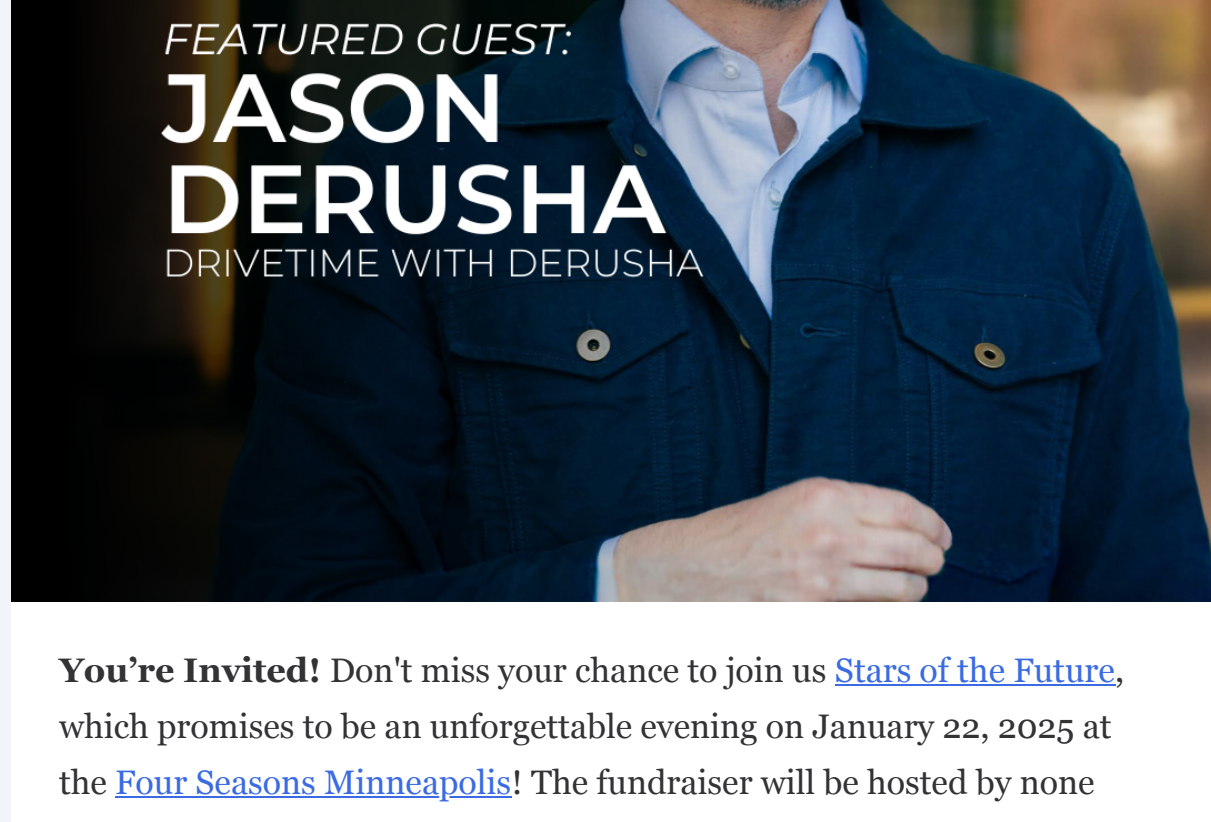 FEATURED GUEST:
JASON
DERUSHA
DRIVETIME WITH DERUSHA
You’re Invited! Don't miss your chance to join us Stars of the Future,
which promises to be an unforgettable evening on January 22, 2025 at
the Four Seasons Minneapolis! The fundraiser will be hosted by none